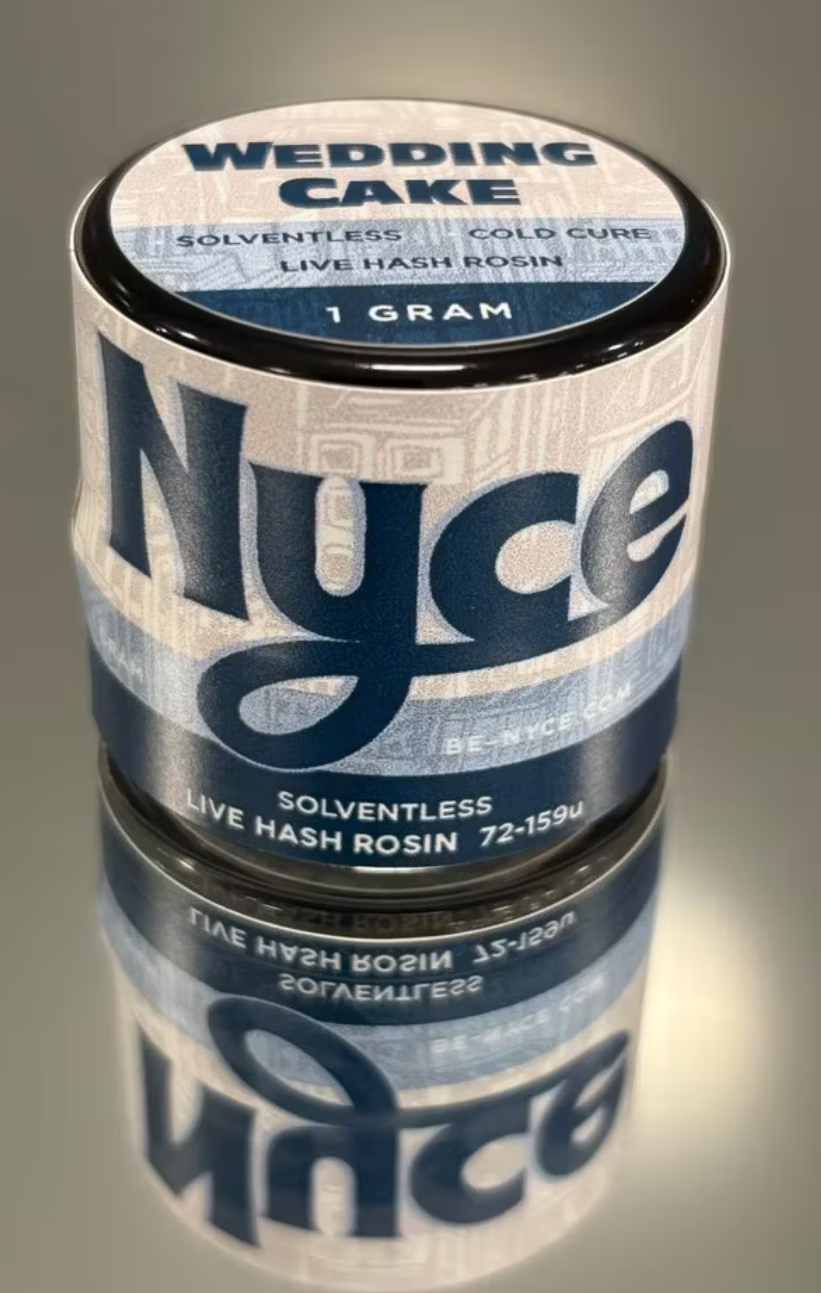 WEDDING
CAKE
SOLVENTLESS COLD CURE
LIVE HASH ROSIN
1 GRAM
Nyce
BE-NYCE.COM
SOLVENTLESS
LIVE HASH ROSIN 72-159u